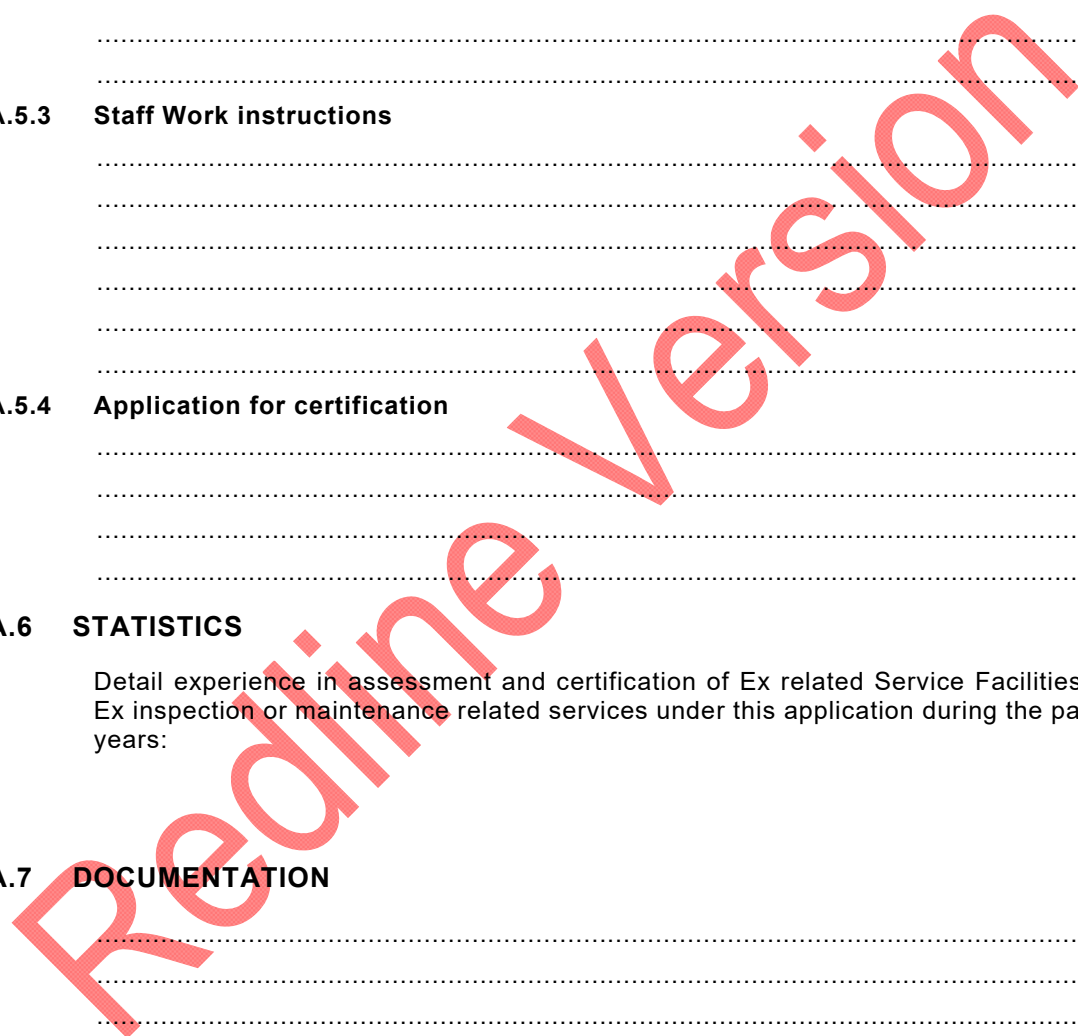 ................................................................
................................................................
A.5.3 Staff Work instructions
................................................................
................................................................
................................................................
................................................................
................................................................
................................................................
A.5.4 Application for certification
................................................................
................................................................
................................................................
................................................................
A.6 STATISTICS
Detail experience in assessment and certification of Ex related Service Facilities
Ex inspection or maintenance related services under this application during the pa
years:
A.7 DOCUMENTATION
................................................................
................................................................
................................................................
Redline Version